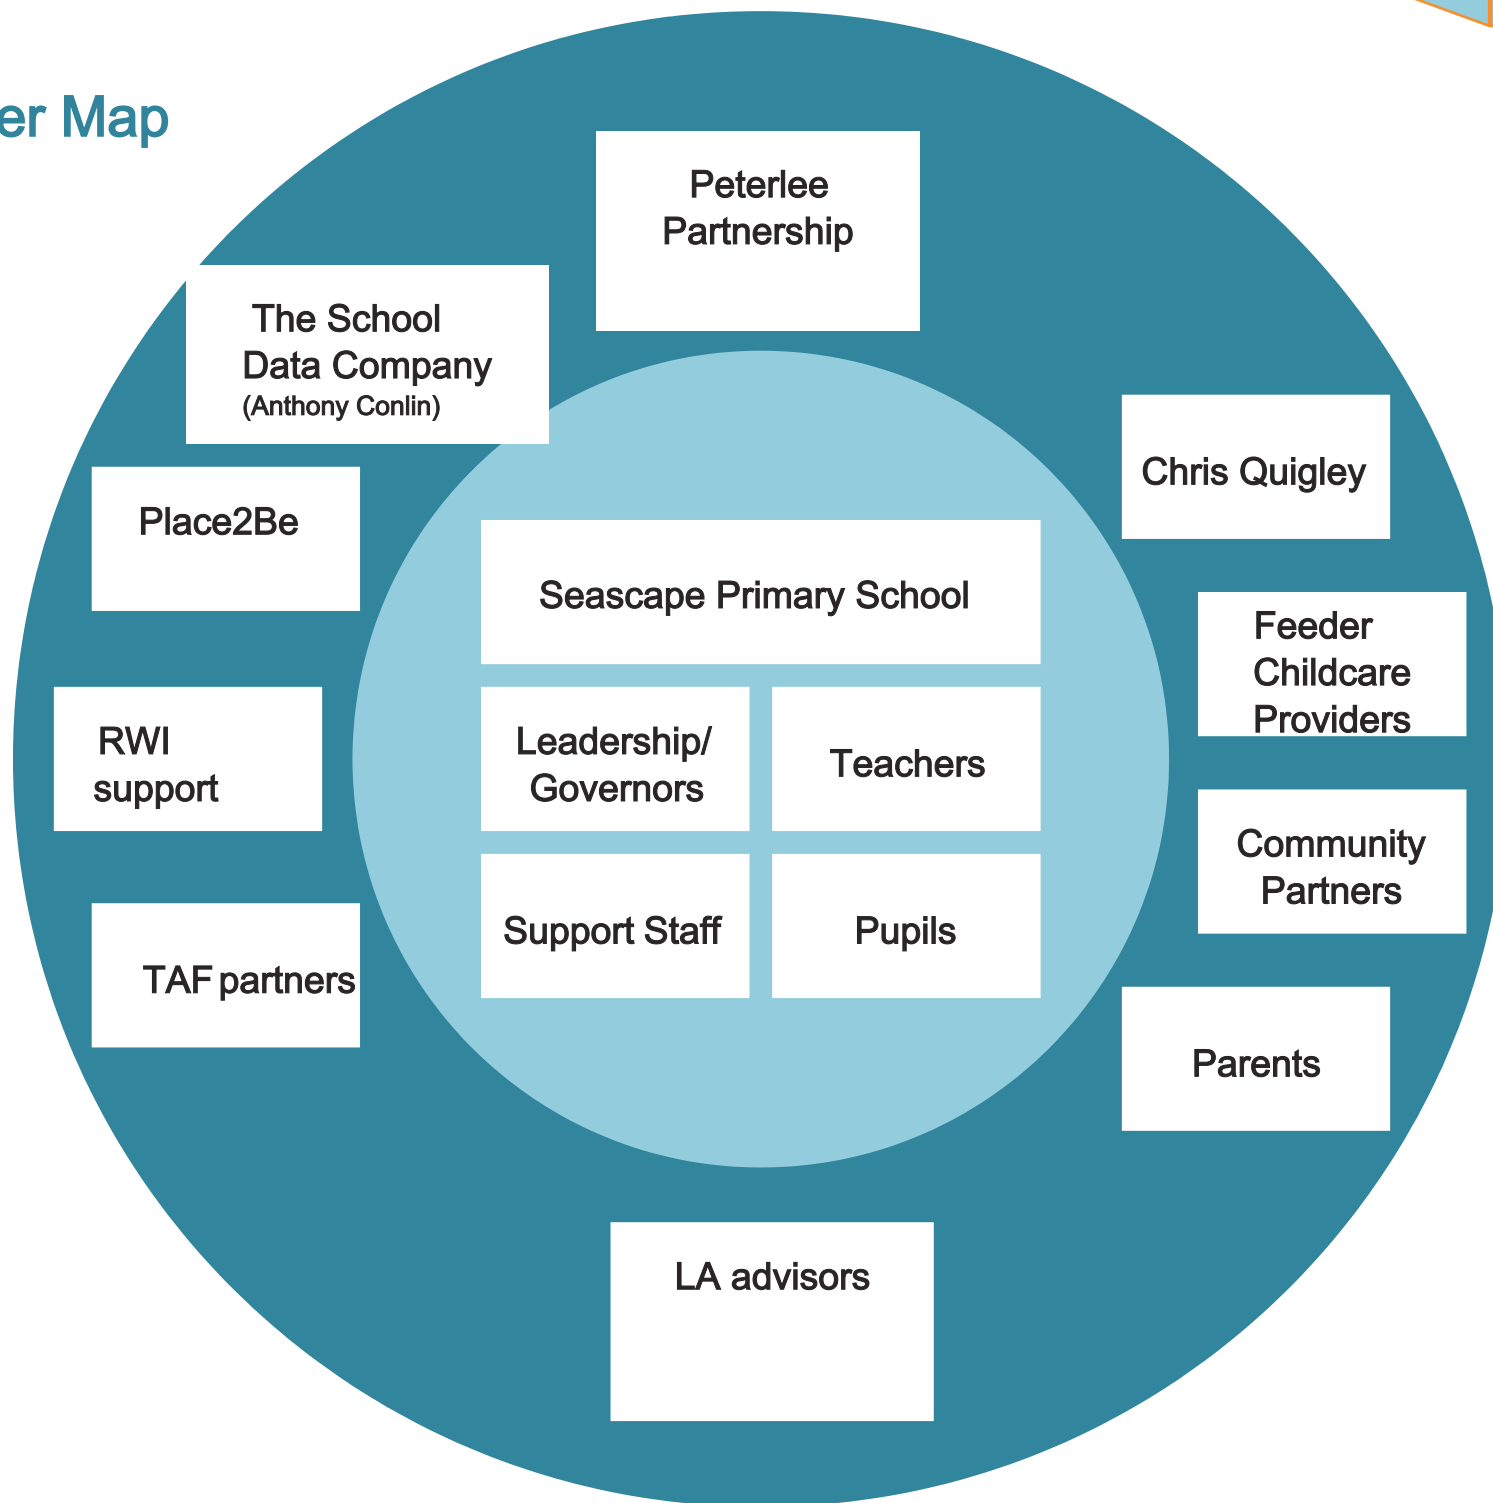 er Map
Peterlee
Partnership
The School
Data Company
(Anthony Conlin)
Chris Quigley
Place2Be
Seascape Primary School
Feeder
Childcare
Providers
RWI
support
Leadership/
Governors
Teachers
Community
Partners
Support Staff
Pupils
TAF partners
Parents
LA advisors